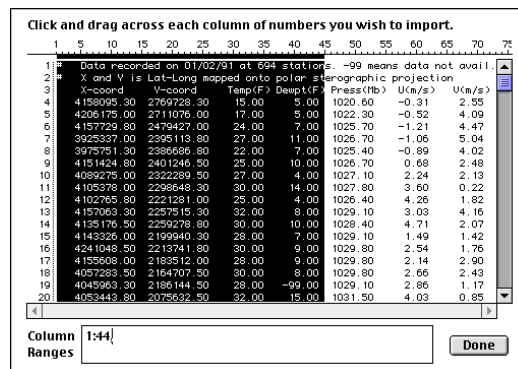 Click and drag across each column of numbers you wish to import.
1 5 10 15 20 25 30 35 40 45 50 55 60 65 70 75
1: # Data recorded on 01/02/91 at 694 stations. -99 means data not avail.
2: # X and Y is Lat-Long mapped onto polar sterographic projection
3: X-coord Y-coord Temp(F) Dewpt(F) Press(Mb) U(m/s) V(m/s)
4: 4158095.30 2769728.30 15.00 5.00 1020.60 -0.31 2.55
5: 4206175.00 2711076.00 17.00 5.00 1022.30 -0.52 4.09
6: 4157729.80 2479427.00 24.00 7.00 1025.70 -1.21 4.47
7: 3925337.00 2395113.80 27.00 11.00 1026.70 -1.06 5.04
8: 3975751.30 2386686.80 22.00 7.00 1025.40 -0.89 4.02
9: 4151424.80 2401246.50 25.00 10.00 1026.70 0.68 2.48
10: 4089275.00 2322289.50 27.00 4.00 1027.10 2.24 2.13
11: 4105378.00 2298648.30 30.00 14.00 1027.80 3.60 0.22
12: 4102765.80 2221281.00 25.00 4.00 1026.40 4.26 1.82
13: 4157063.30 2257515.30 32.00 8.00 1029.10 3.03 4.16
14: 4135176.50 2259278.80 30.00 10.00 1028.40 4.71 2.07
15: 4143326.00 2199940.30 28.00 7.00 1029.10 1.49 1.42
16: 4241048.50 2213741.80 30.00 9.00 1029.80 2.54 1.76
17: 4155608.00 2183512.00 28.00 9.00 1029.80 2.14 2.90
18: 4057283.50 2164707.50 30.00 8.00 1029.80 2.66 2.43
19: 4045963.30 2186144.50 28.00 -99.00 1029.10 2.86 1.17
20: 4053443.80 2075632.50 32.00 15.00 1031.50 4.03 0.85
Column Ranges
1:44
Done